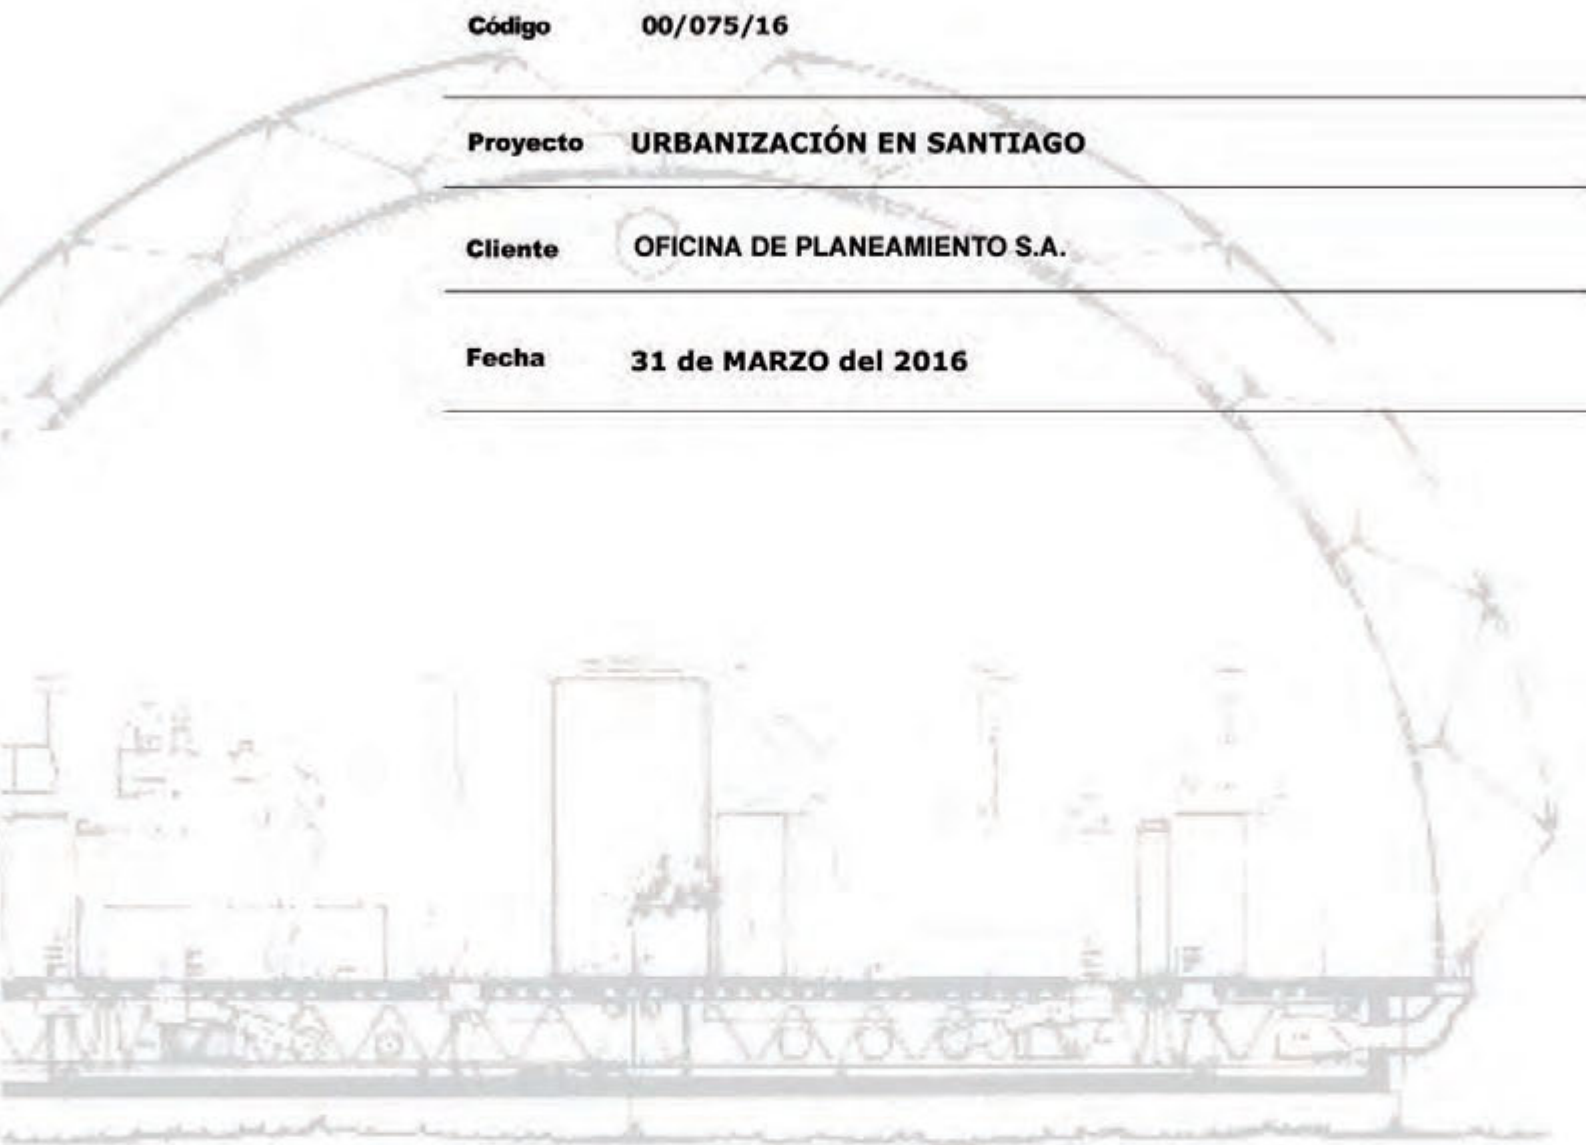 Código 00/075/16
Proyecto URBANIZACIÓN EN SANTIAGO
Cliente OFICINA DE PLANEAMIENTO S.A.
Fecha 31 de MARZO del 2016